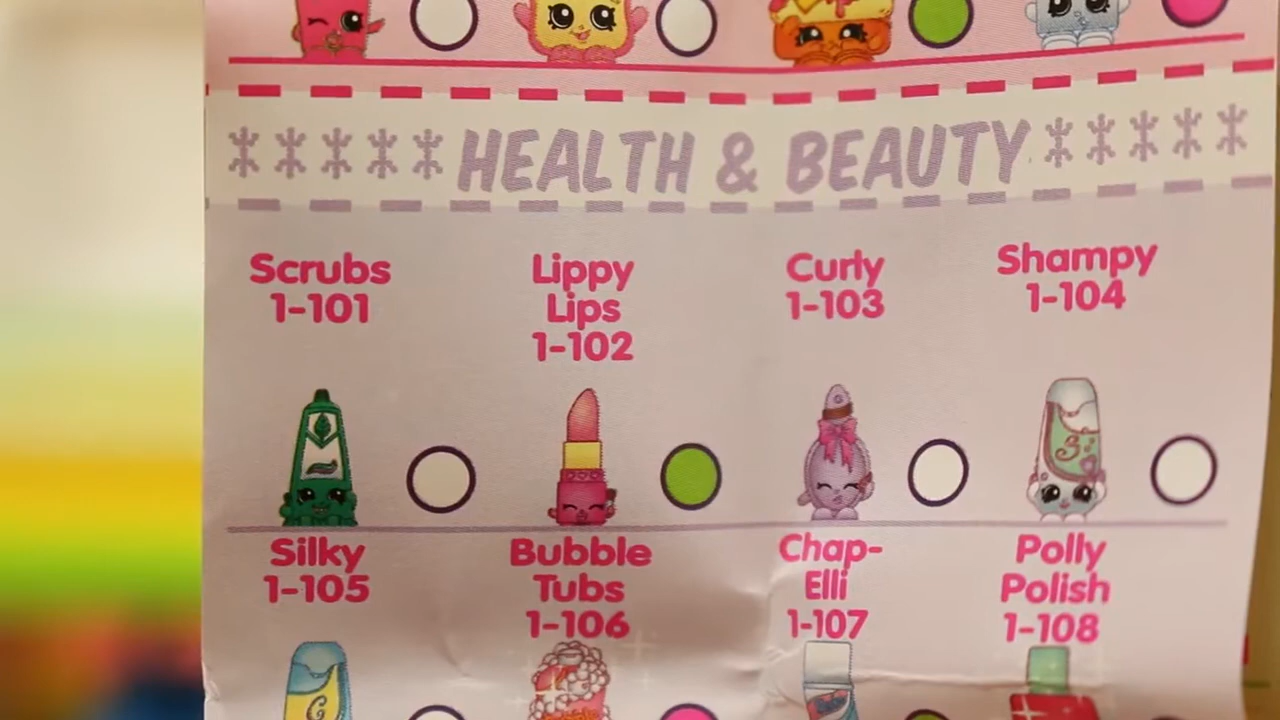 HEALTH & BEAUTY
Scrubs
1-101
Lippy
Lips
1-102
Curly
1-103
Shampy
1-104
Silky
1-105
Bubble
Tubs
1-106
Chap-
Elli
1-107
Polly
Polish
1-108